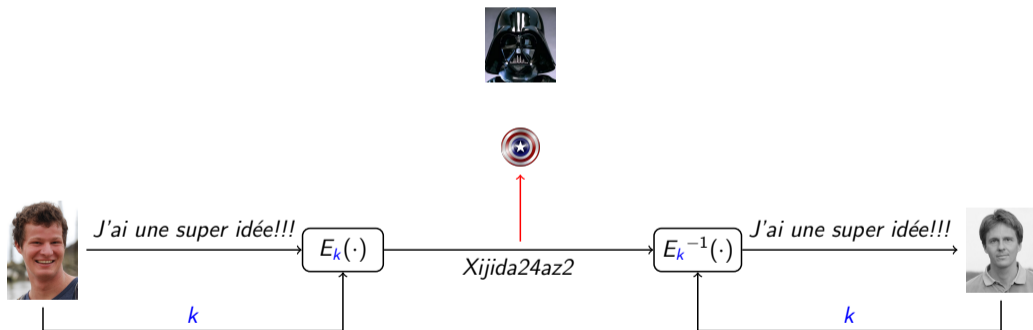 J'ai une super idée!!!
E_k(·)
Xijida24az2
E_k^{-1}(·)
J'ai une super idée!!!
k
k